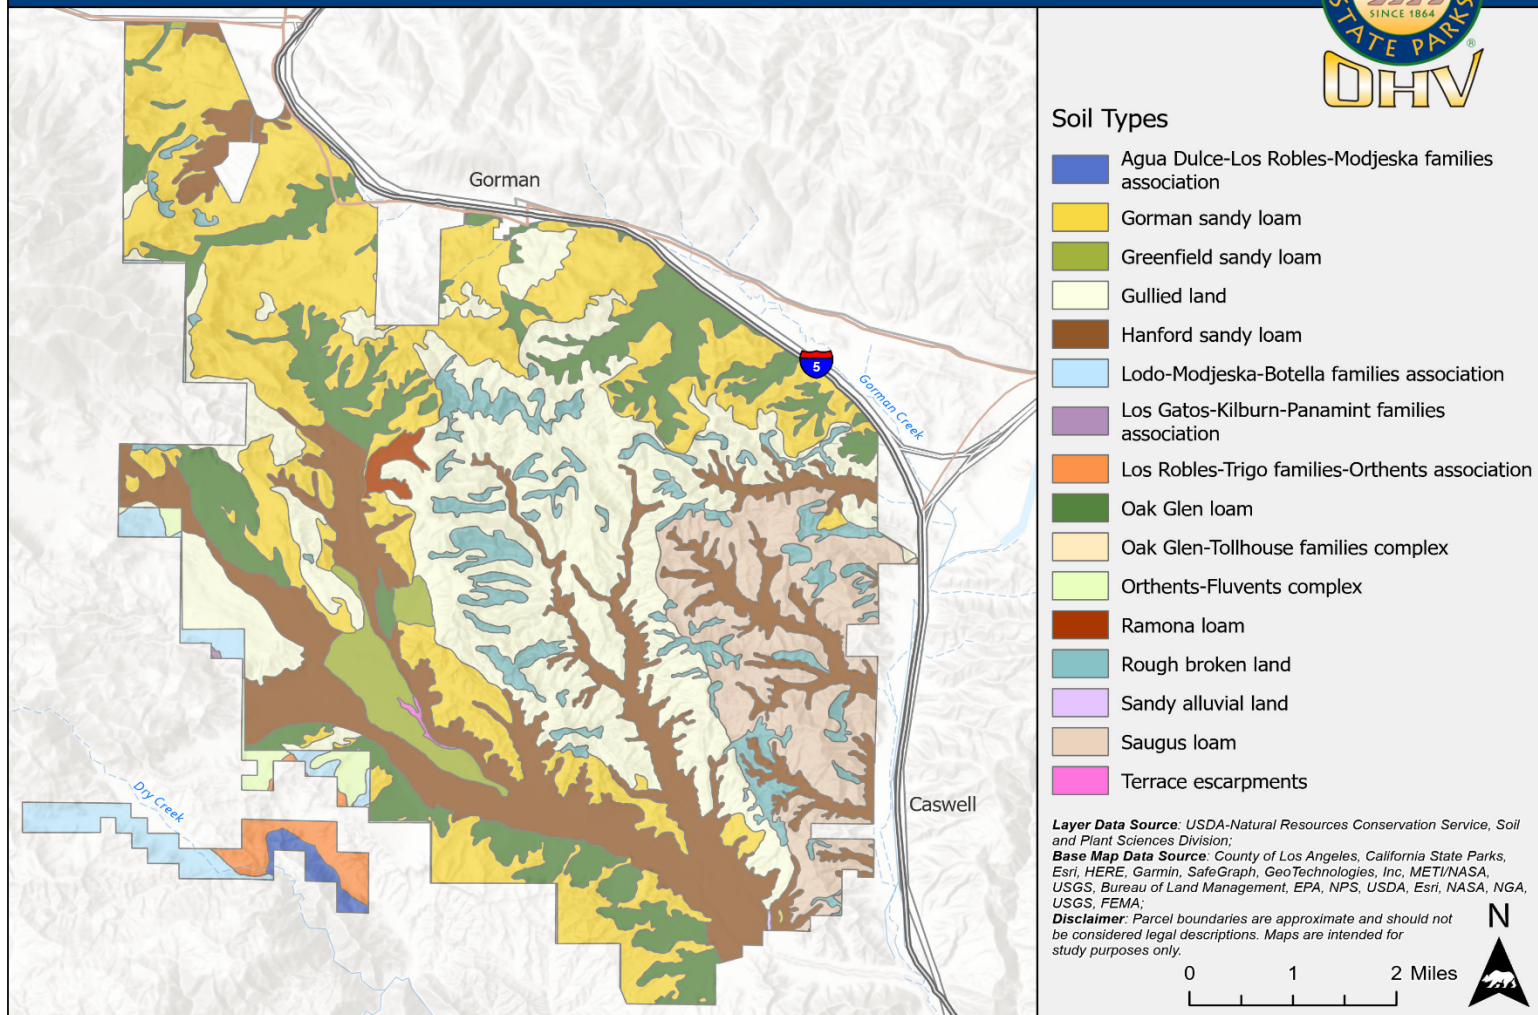 SINCE 1864
STATE PARKS
®
OHV
Soil Types
Agua Dulce-Los Robles-Modjeska families
association
Gorman sandy loam
Greenfield sandy loam
Gullied land
Hanford sandy loam
Lodo-Modjeska-Botella families association
Los Gatos-Kilburn-Panamint families
association
Los Robles-Trigo families-Orthents association
Oak Glen loam
Oak Glen-Tollhouse families complex
Orthents-Fluvents complex
Ramona loam
Rough broken land
Sandy alluvial land
Saugus loam
Terrace escarpments
Gorman
5
Gorman Creek
Dry Creek
Caswell
Layer Data Source: USDA-Natural Resources Conservation Service, Soil
and Plant Sciences Division;
Base Map Data Source: County of Los Angeles, California State Parks,
Esri, HERE, Garmin, SafeGraph, GeoTechnologies, Inc, METI/NASA,
USGS, Bureau of Land Management, EPA, NPS, USDA, Esri, NASA, NGA,
USGS, FEMA;
Disclaimer: Parcel boundaries are approximate and should not
be considered legal descriptions. Maps are intended for
study purposes only.
N
0 1 2 Miles